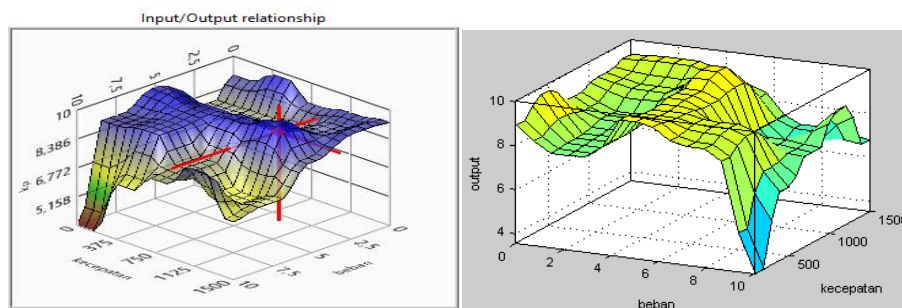 Input/Output relationship
10 7,5 5 2,5 0
10
8,386
6,772
5,158
0 375 750 1125 1500
kecepatan
10 7,5 5 2,5 0
beban
10
8
6
4
output
0 2 4 6 8 10
beban
500 1000 1500
kecepatan